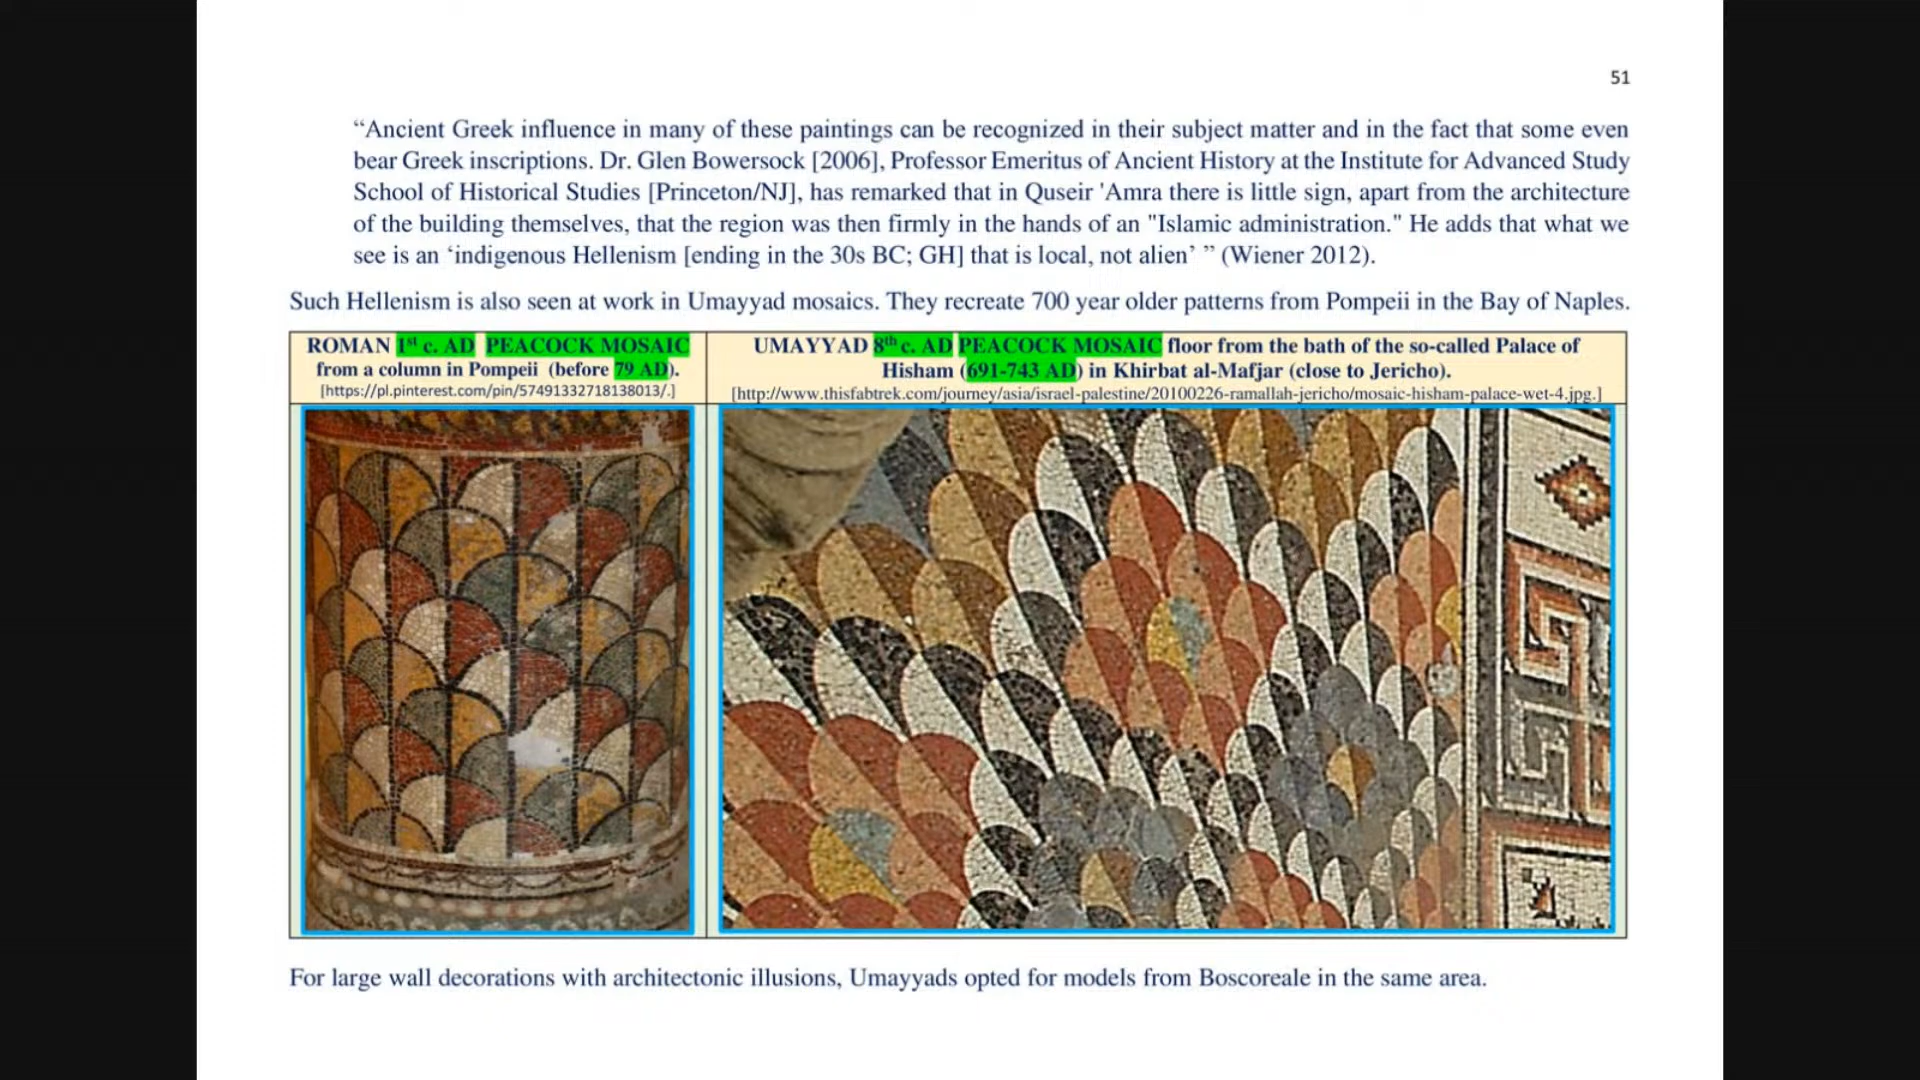 51
“Ancient Greek influence in many of these paintings can be recognized in their subject matter and in the fact that some even
bear Greek inscriptions. Dr. Glen Bowersock [2006], Professor Emeritus of Ancient History at the Institute for Advanced Study
School of Historical Studies [Princeton/NJ], has remarked that in Quseir 'Amra there is little sign, apart from the architecture
of the building themselves, that the region was then firmly in the hands of an "Islamic administration." He adds that what we
see is an ‘indigenous Hellenism [ending in the 30s BC; GH] that is local, not alien’ ” (Wiener 2012).
Such Hellenism is also seen at work in Umayyad mosaics. They recreate 700 year older patterns from Pompeii in the Bay of Naples.
ROMAN 1st c. AD PEACOCK MOSAIC
from a column in Pompeii (before 79 AD).
[https://pl.pinterest.com/pin/57491332718138013/.]
UMAYYAD 8th c. AD PEACOCK MOSAIC floor from the bath of the so-called Palace of
Hisham (691-743 AD) in Khirbat al-Mafjar (close to Jericho).
[http://www.thisfabtrek.com/journey/asia/israel-palestine/20100226-ramallah-jericho/mosaic-hisham-palace-wet-4.jpg.]
For large wall decorations with architectonic illusions, Umayyads opted for models from Boscoreale in the same area.